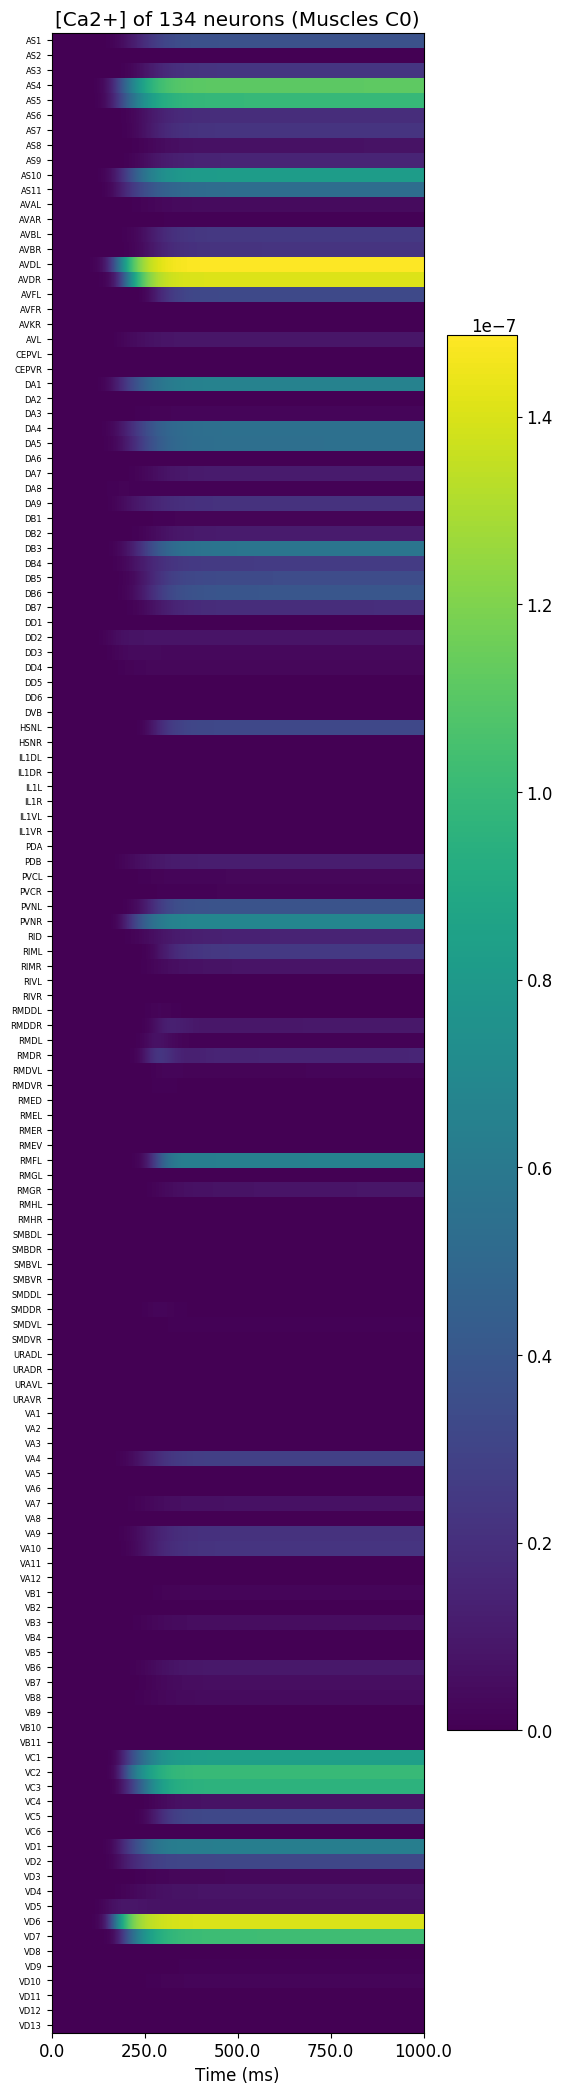 [Ca2+] of 134 neurons (Muscles C0)
AS1
AS2
AS3
AS4
AS5
AS6
AS7
AS8
AS9
AS10
AS11
AVAL
AVAR
AVBL
AVBR
AVDL
AVDR
AVFL
AVFR
AVKR
AVL
CEPVL
CEPVR
DA1
DA2
DA3
DA4
DA5
DA6
DA7
DA8
DA9
DB1
DB2
DB3
DB4
DB5
DB6
DB7
DD1
DD2
DD3
DD4
DD5
DD6
DVB
HSNL
HSNR
IL1DL
IL1DR
IL1L
IL1R
IL1VL
IL1VR
PDA
PDB
PVCL
PVCR
PVNL
PVNR
RID
RIML
RIMR
RIVL
RIVR
RMDDL
RMDDR
RMDL
RMDR
RMDVL
RMDVR
RMED
RMEL
RMER
RMEV
RMFL
RMGL
RMGR
RMHL
RMHR
SMBDL
SMBDR
SMBVL
SMBVR
SMDDL
SMDDR
SMDVL
SMDVR
URADL
URADR
URAVL
URAVR
VA1
VA2
VA3
VA4
VA5
VA6
VA7
VA8
VA9
VA10
VA11
VA12
VB1
VB2
VB3
VB4
VB5
VB6
VB7
VB8
VB9
VB10
VB11
VC1
VC2
VC3
VC4
VC5
VC6
VD1
VD2
VD3
VD4
VD5
VD6
VD7
VD8
VD9
VD10
VD11
VD12
VD13
0.0 250.0 500.0 750.0 1000.0
Time (ms)
1e−7
1.4
1.2
1.0
0.8
0.6
0.4
0.2
0.0